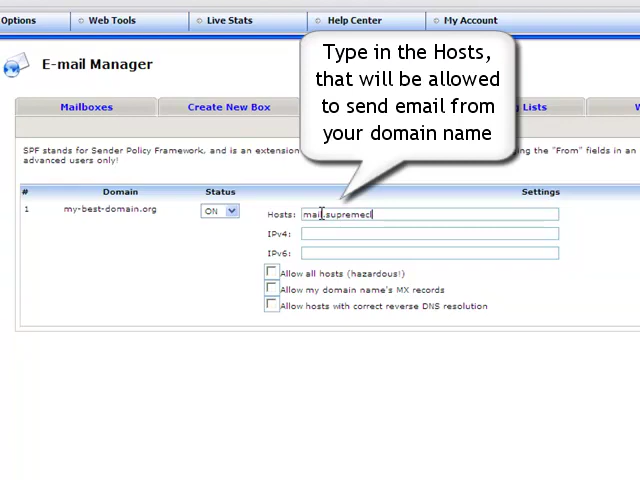 Options
Web Tools
Live Stats
Help Center
My Account
Type in the Hosts,
that will be allowed
to send email from
your domain name
E-mail Manager
Mailboxes
Create New Box
Lists
SPF stands for Sender Policy Framework, and is an extension
the "From" fields in an
advanced users only!
# Domain Status Settings
1 my-best-domain.org ON
Hosts: mail.supremecl
IPv4:
IPv6:
Allow all hosts (hazardous!)
Allow my domain name's MX records
Allow hosts with correct reverse DNS resolution